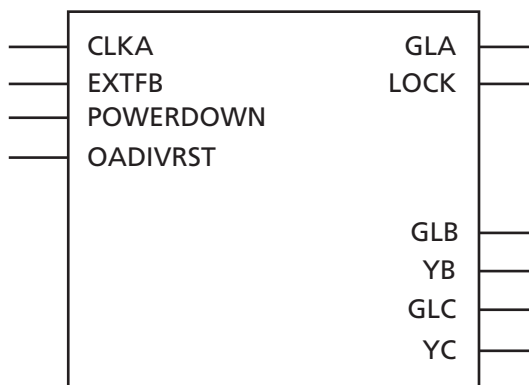 CLKA GLA
EXTFB LOCK
POWERDOWN
OADIVRST
GLB
YB
GLC
YC